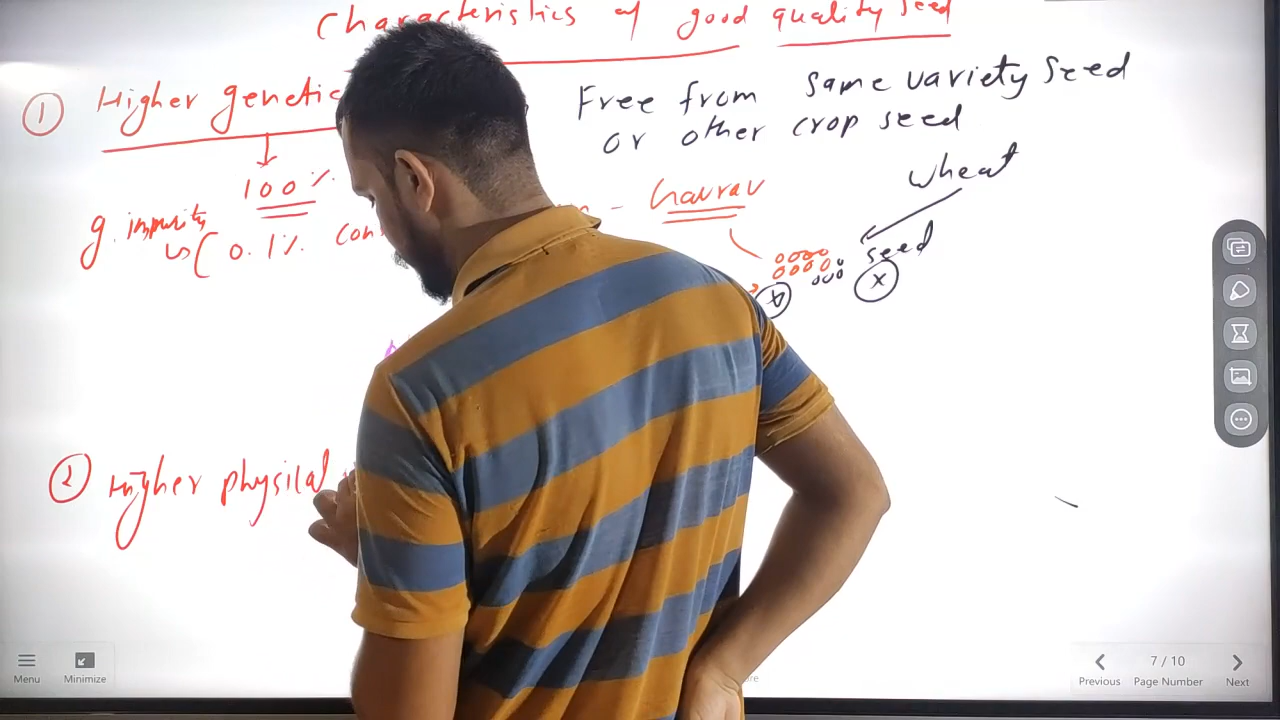 Characteristics of good quality seed
① Higher genetic
Free from same variety seed
or other crop seed
100%
g. impurity
0.1% con
- Gaurav
wheat
seed
② Higher physical
Menu
Minimize
Previous
7 / 10
Page Number
Next